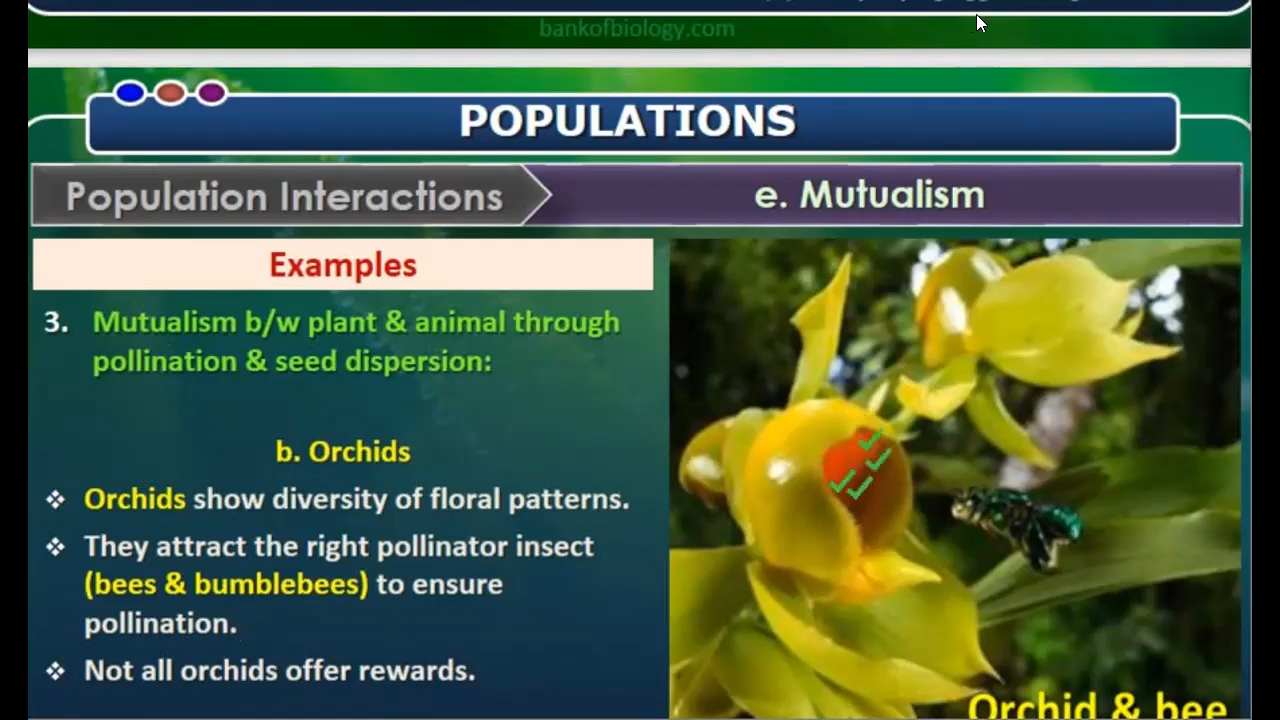 bankofbiology.com
POPULATIONS
Population Interactions
e. Mutualism
Examples
3. Mutualism b/w plant & animal through
pollination & seed dispersion:
b. Orchids
❖ Orchids show diversity of floral patterns.
❖ They attract the right pollinator insect
(bees & bumblebees) to ensure
pollination.
❖ Not all orchids offer rewards.
Orchid & bee